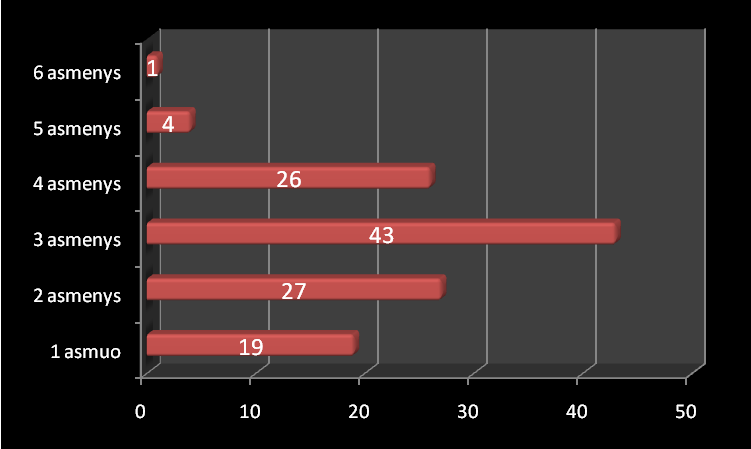 6 asmenys
1
5 asmenys
4
4 asmenys
26
3 asmenys
43
2 asmenys
27
1 asmuo
19
0 10 20 30 40 50